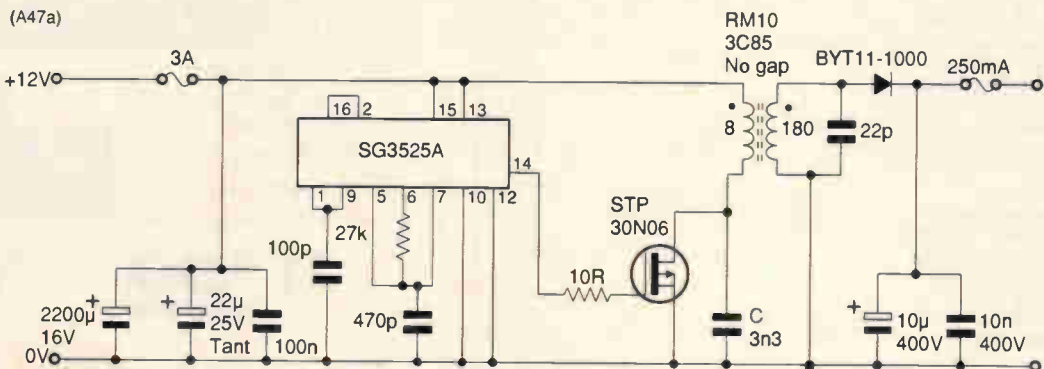 (A47a)
+12V
3A
RM10
3C85
No gap
BYT11-1000
250mA
16 2
15 13
SG3525A
14
8
180
22p
1 9 5 6 7 10 12
STP
30N06
27k
100p
10R
2200µ
16V
+
22µ
25V
Tant
+
100n
470p
C
3n3
+
10µ
400V
10n
400V
0V